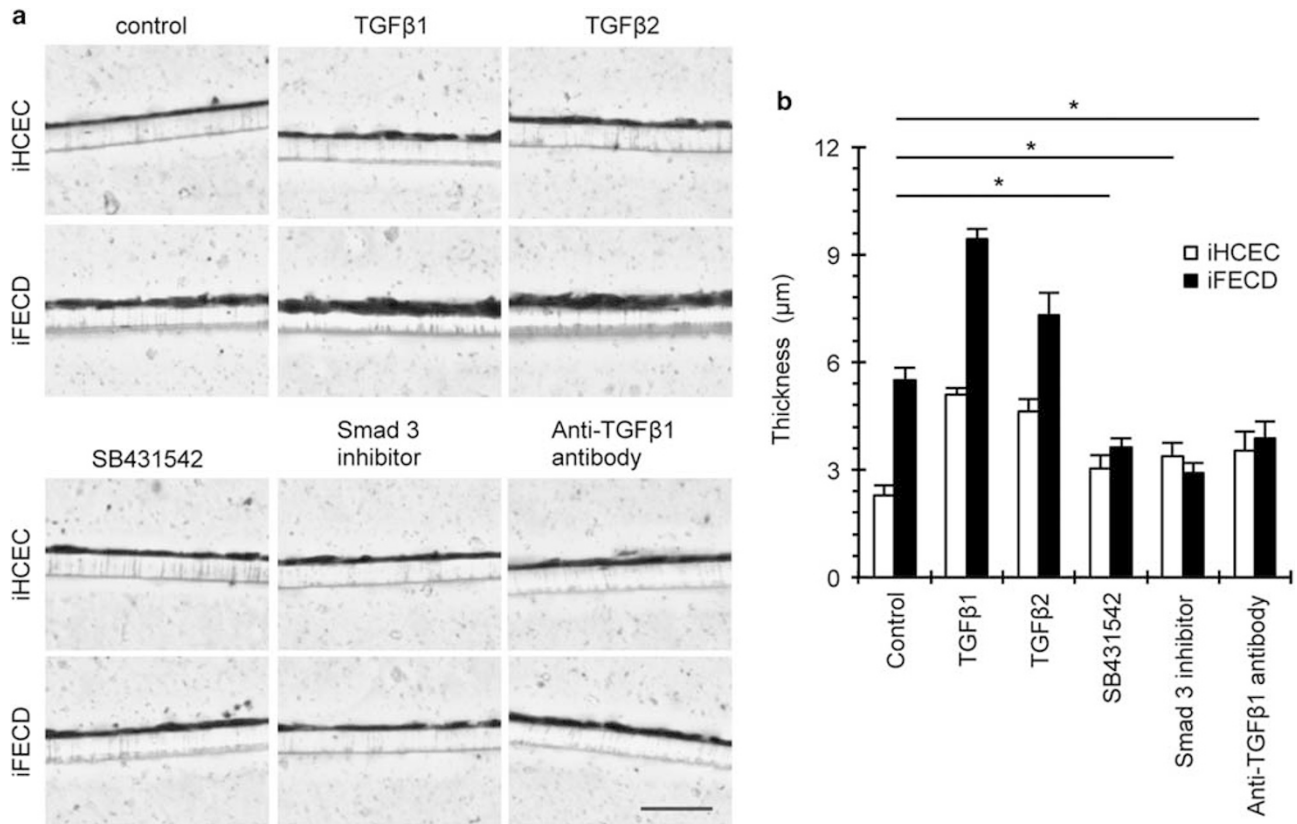 a
control TGFβ1 TGFβ2
iHCEC
iFECD
SB431542 Smad 3 inhibitor Anti-TGFβ1 antibody
iHCEC
iFECD
b
*
*
*
12
9
6
3
0
Thickness (μm)
iHCEC
iFECD
Control
TGFβ1
TGFβ2
SB431542
Smad 3 inhibitor
Anti-TGFβ1 antibody